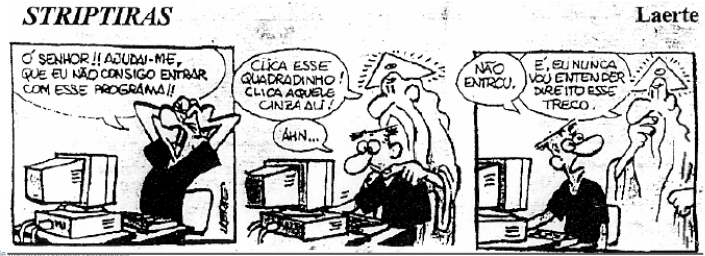 STRIPTIRAS
Laerte
Ó SENHOR!! AJUDAI-ME,
QUE EU NÃO CONSIGO ENTRAR
COM ESSE PROGRAMA!!
CLICA ESSE
QUADRADINHO!
CLICA AQUELE
CINZA ALI!
AHN...
NÃO
ENTROU.
E, EU NUNCA
VOU ENTENDER
DIREITO ESSE
TRECO.